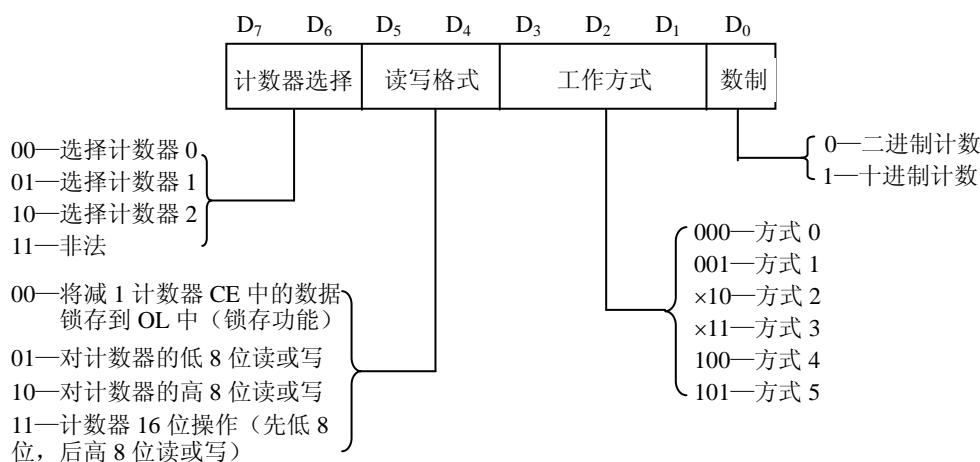 D7 D6 D5 D4 D3 D2 D1 D0
计数器选择 读写格式 工作方式 数制
00—选择计数器 0
01—选择计数器 1
10—选择计数器 2
11—非法
0—二进制计数
1—十进制计数
00—将减 1 计数器 CE 中的数据
锁存到 OL 中（锁存功能）
01—对计数器的低 8 位读或写
10—对计数器的高 8 位读或写
11—计数器 16 位操作（先低 8
位，后高 8 位读或写）
000—方式 0
001—方式 1
×10—方式 2
×11—方式 3
100—方式 4
101—方式 5